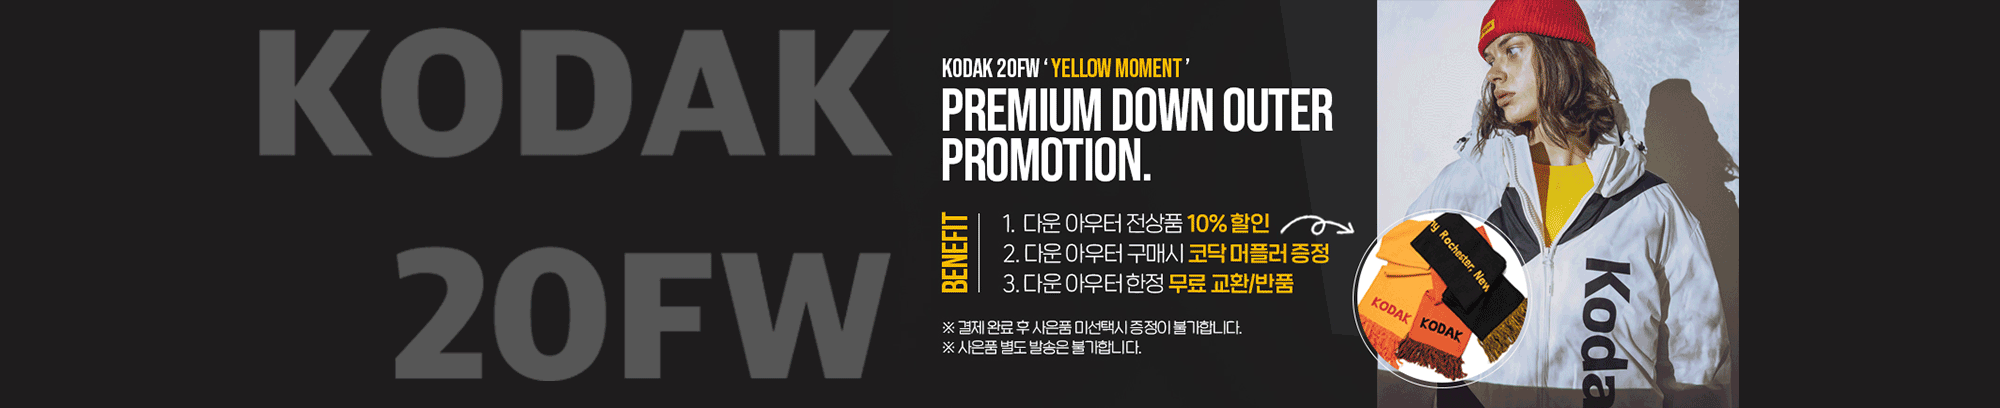 KODAK
20FW
KODAK 20FW ‘ YELLOW MOMENT ’
PREMIUM DOWN OUTER
PROMOTION.
BENEFIT
1. 다운 아우터 전상품 10% 할인
2. 다운 아우터 구매시 코닥 머플러 증정
3. 다운 아우터 한정 무료 교환/반품
※ 결제 완료 후 사은품 미선택시 증정이 불가합니다.
※ 사은품 별도 발송은 불가합니다.
ny Rochester, New
KODAK
KODAK
Koda